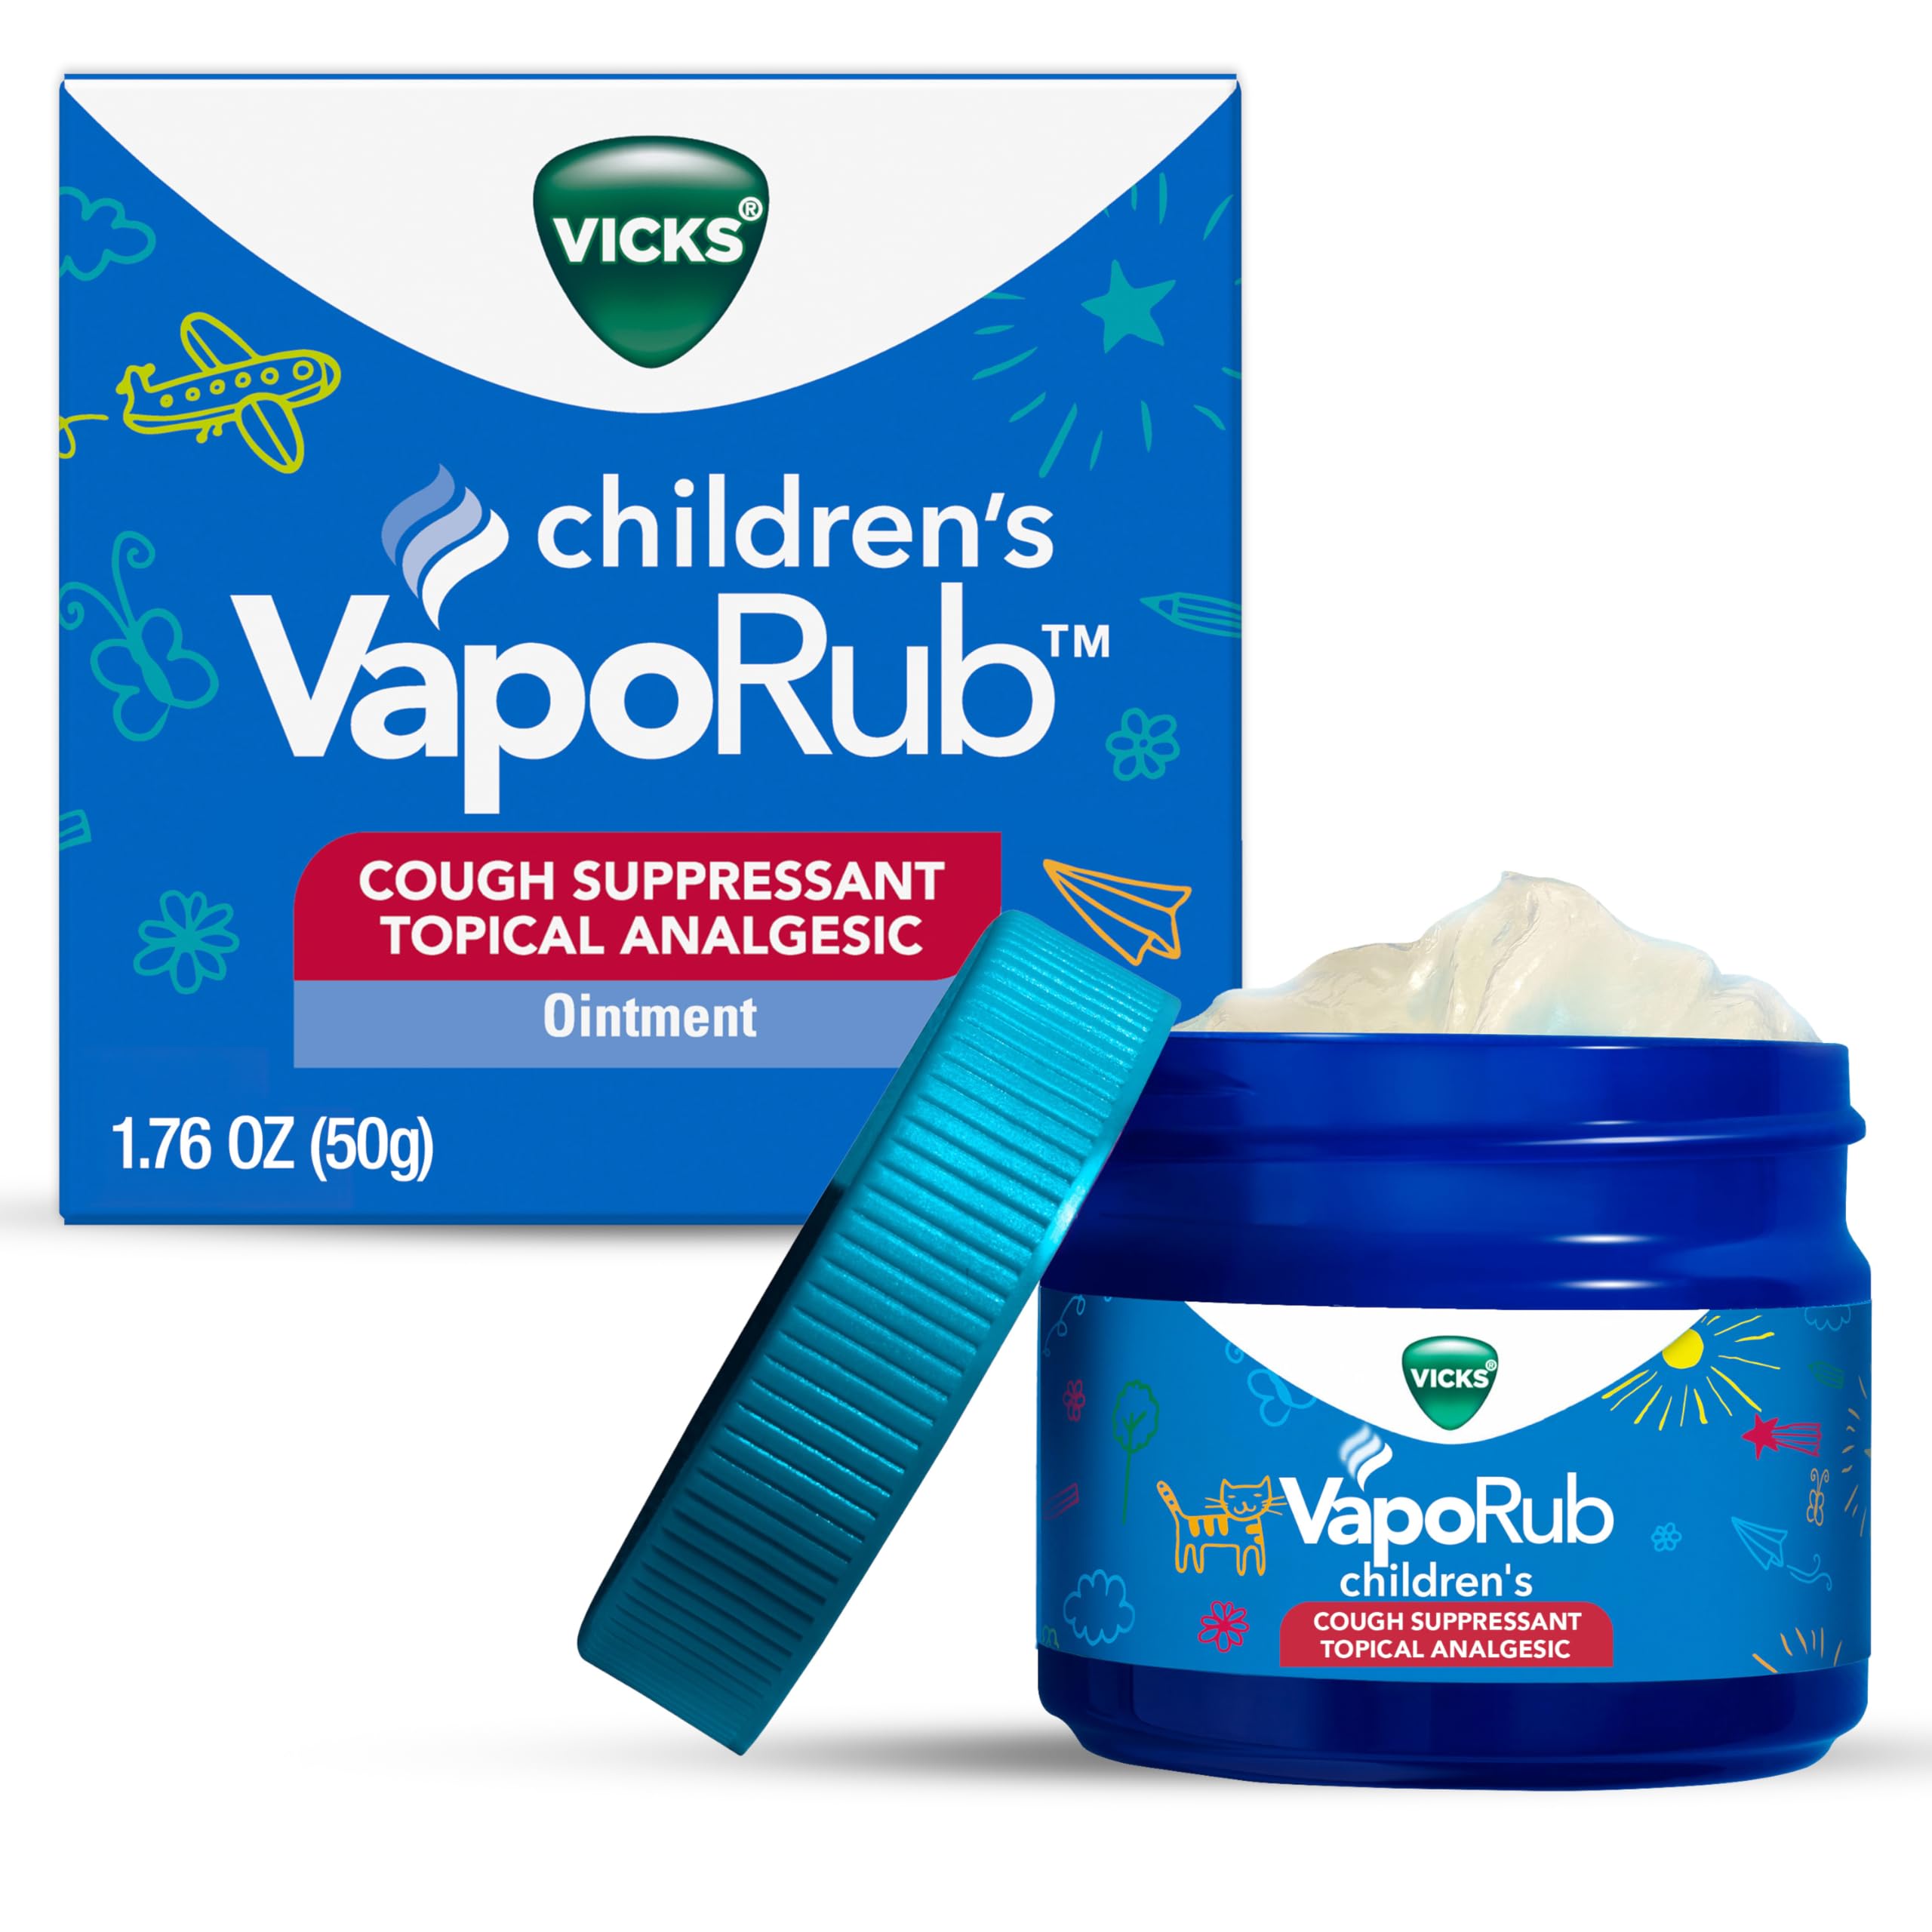 VICKS®
children's
VapoRub™
COUGH SUPPRESSANT
TOPICAL ANALGESIC
Ointment
1.76 OZ (50g)
VICKS®
VapoRub
children's
COUGH SUPPRESSANT
TOPICAL ANALGESIC